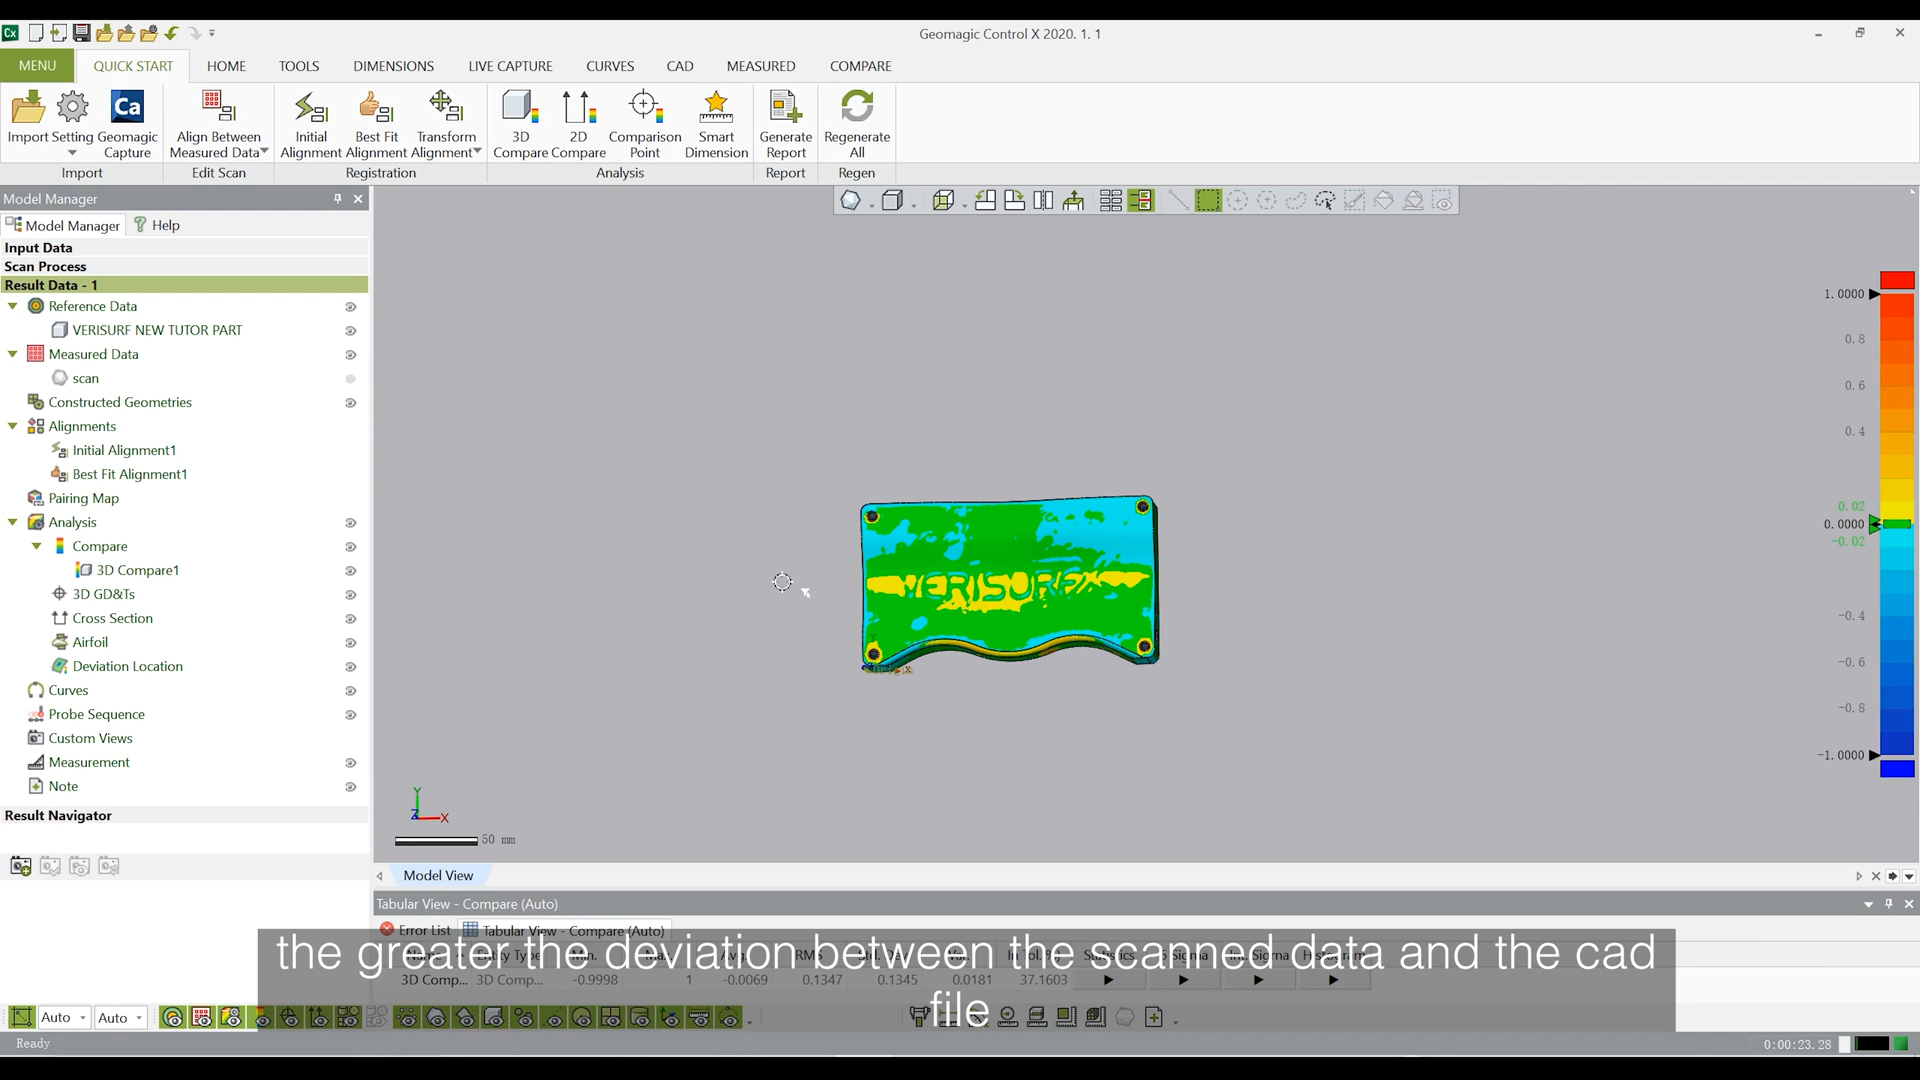 Cx
Geomagic Control X 2020. 1. 1
MENU QUICK START HOME TOOLS DIMENSIONS LIVE CAPTURE CURVES CAD MEASURED COMPARE
Import Setting Geomagic Capture
Ca
Align Between Measured Data
Initial Alignment
Best Fit Alignment
Transform Alignment
3D Compare
2D Compare
Comparison Point
Smart Dimension
Generate Report
Regenerate All
Import Edit Scan Registration Analysis Report Regen
Model Manager
Model Manager Help
Input Data
Scan Process
Result Data - 1
Reference Data
VERISURF NEW TUTOR PART
Measured Data
scan
Constructed Geometries
Alignments
Initial Alignment1
Best Fit Alignment1
Pairing Map
Analysis
Compare
3D Compare1
3D GD&Ts
Cross Section
Airfoil
Deviation Location
Curves
Probe Sequence
Custom Views
Measurement
Note
Result Navigator
VERISURF
1.0000
0.8
0.6
0.4
0.02
0.0000
-0.02
-0.4
-0.6
-0.8
-1.0000
Y
Z X
50 mm
Model View
Tabular View - Compare (Auto)
Error List Tabular View - Compare (Auto)
the greater the deviation between the scanned data and the cad
file
3D Comp... 3D Comp... -0.9998 1 -0.0069 0.1347 0.1345 0.0181 37.1603
Auto Auto
Ready
0:00:23.28